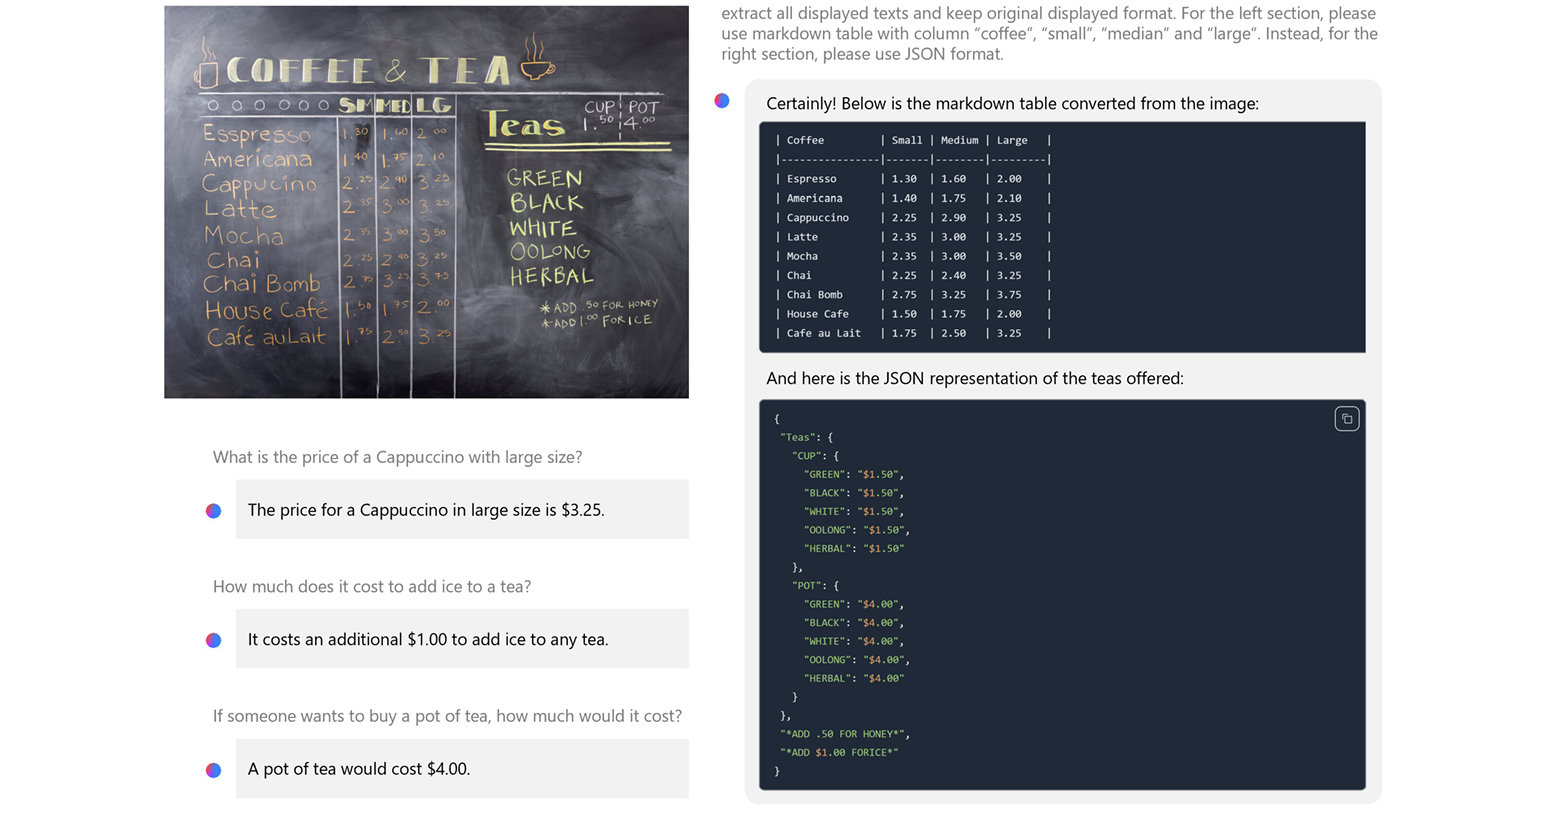 COFFEE & TEA
SM MED LG
Esspresso 1.30 1.60 2.00
Americana 1.40 1.75 2.10
Cappucino 2.25 2.90 3.25
Latte 2.35 3.00 3.25
Mocha 2.35 3.00 3.50
Chai 2.25 2.90 3.25
Chai Bomb 2.75 3.25 3.75
House Café 1.50 1.75 2.00
Café au Lait 1.75 2.50 3.25
Teas CUP POT
1.50 4.00
GREEN
BLACK
WHITE
OOLONG
HERBAL
*ADD .50 FOR HONEY
*ADD 1.00 FOR ICE
What is the price of a Cappuccino with large size?
The price for a Cappuccino in large size is $3.25.
How much does it cost to add ice to a tea?
It costs an additional $1.00 to add ice to any tea.
If someone wants to buy a pot of tea, how much would it cost?
A pot of tea would cost $4.00.
extract all displayed texts and keep original displayed format. For the left section, please
use markdown table with column “coffee”, “small”, “median” and “large”. Instead, for the
right section, please use JSON format.
Certainly! Below is the markdown table converted from the image:
| Coffee | Small | Medium | Large |
|----------------|-------|--------|---------|
| Espresso | 1.30 | 1.60 | 2.00 |
| Americana | 1.40 | 1.75 | 2.10 |
| Cappuccino | 2.25 | 2.90 | 3.25 |
| Latte | 2.35 | 3.00 | 3.25 |
| Mocha | 2.35 | 3.00 | 3.50 |
| Chai | 2.25 | 2.40 | 3.25 |
| Chai Bomb | 2.75 | 3.25 | 3.75 |
| House Cafe | 1.50 | 1.75 | 2.00 |
| Cafe au Lait | 1.75 | 2.50 | 3.25 |
And here is the JSON representation of the teas offered:
{
"Teas": {
"CUP": {
"GREEN": "$1.50",
"BLACK": "$1.50",
"WHITE": "$1.50",
"OOLONG": "$1.50",
"HERBAL": "$1.50"
},
"POT": {
"GREEN": "$4.00",
"BLACK": "$4.00",
"WHITE": "$4.00",
"OOLONG": "$4.00",
"HERBAL": "$4.00"
}
},
"*ADD .50 FOR HONEY*",
"*ADD $1.00 FORICE*"
}